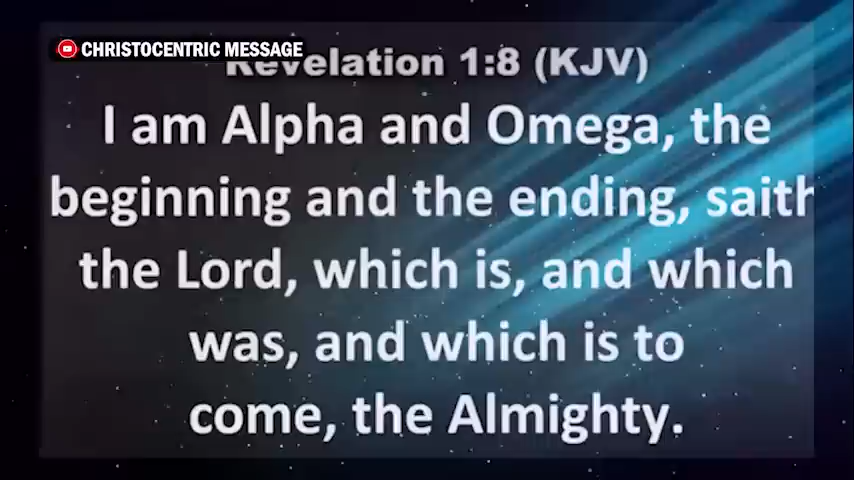 CHRISTOCENTRIC MESSAGE
Revelation 1:8 (KJV)
I am Alpha and Omega, the
beginning and the ending, saith
the Lord, which is, and which
was, and which is to
come, the Almighty.